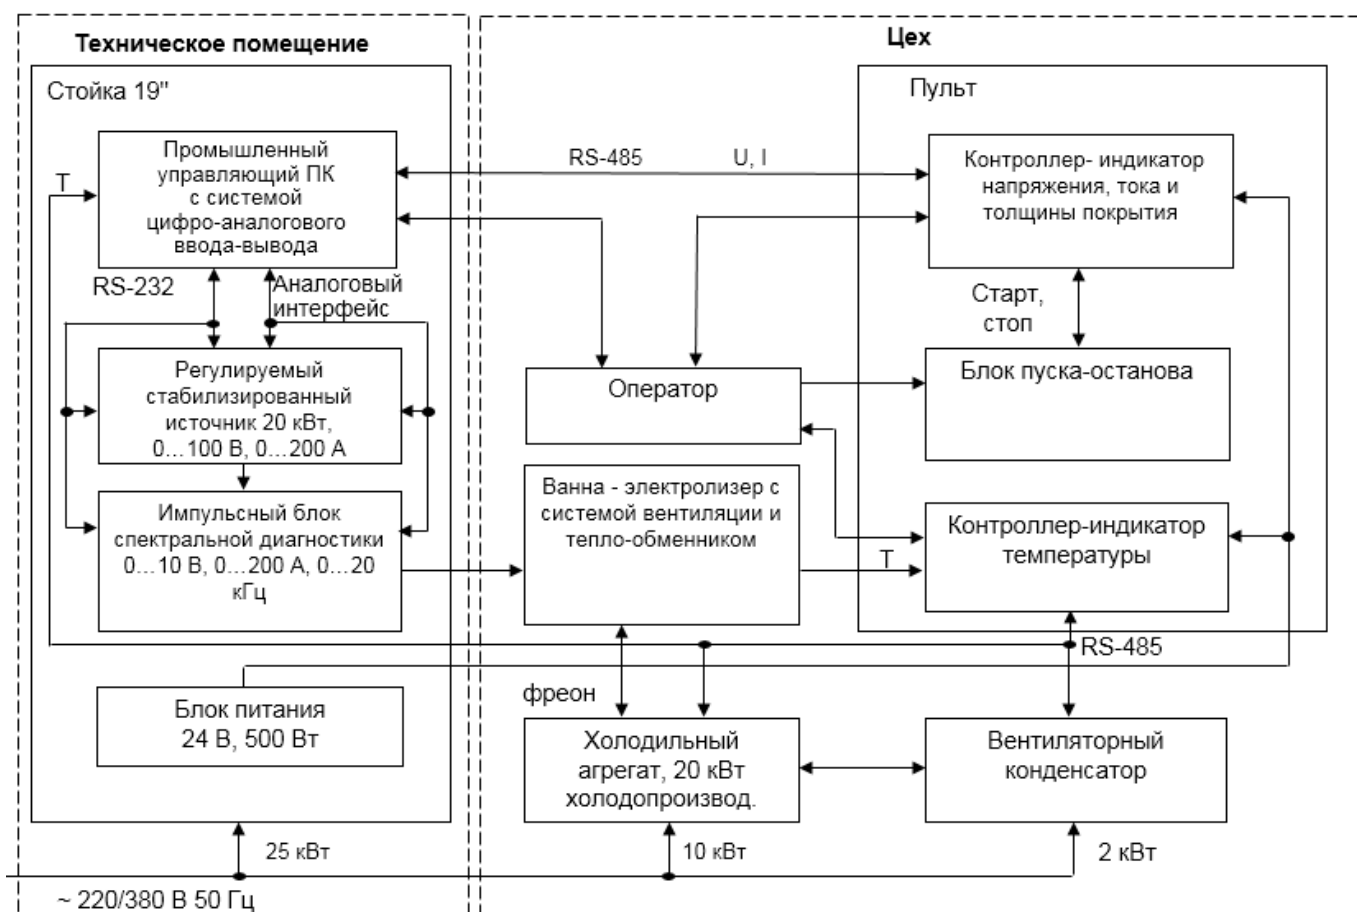 Техническое помещение
Цех
Стойка 19"
Пульт
Промышленный
управляющий ПК
с системой
цифро-аналогового
ввода-вывода
T
RS-485
U, I
Контроллер- индикатор
напряжения, тока и
толщины покрытия
RS-232
Аналоговый
интерфейс
Старт,
стоп
Регулируемый
стабилизированный
источник 20 кВт,
0...100 В, 0...200 А
Оператор
Блок пуска-останова
Импульсный блок
спектральной диагностики
0...10 В, 0...200 А, 0...20
кГц
Ванна - электролизер с
системой вентиляции и
тепло-обменником
T
Контроллер-индикатор
температуры
RS-485
фреон
Блок питания
24 В, 500 Вт
Холодильный
агрегат, 20 кВт
холодопроизвод.
Вентиляторный
конденсатор
25 кВт
10 кВт
2 кВт
~ 220/380 В 50 Гц